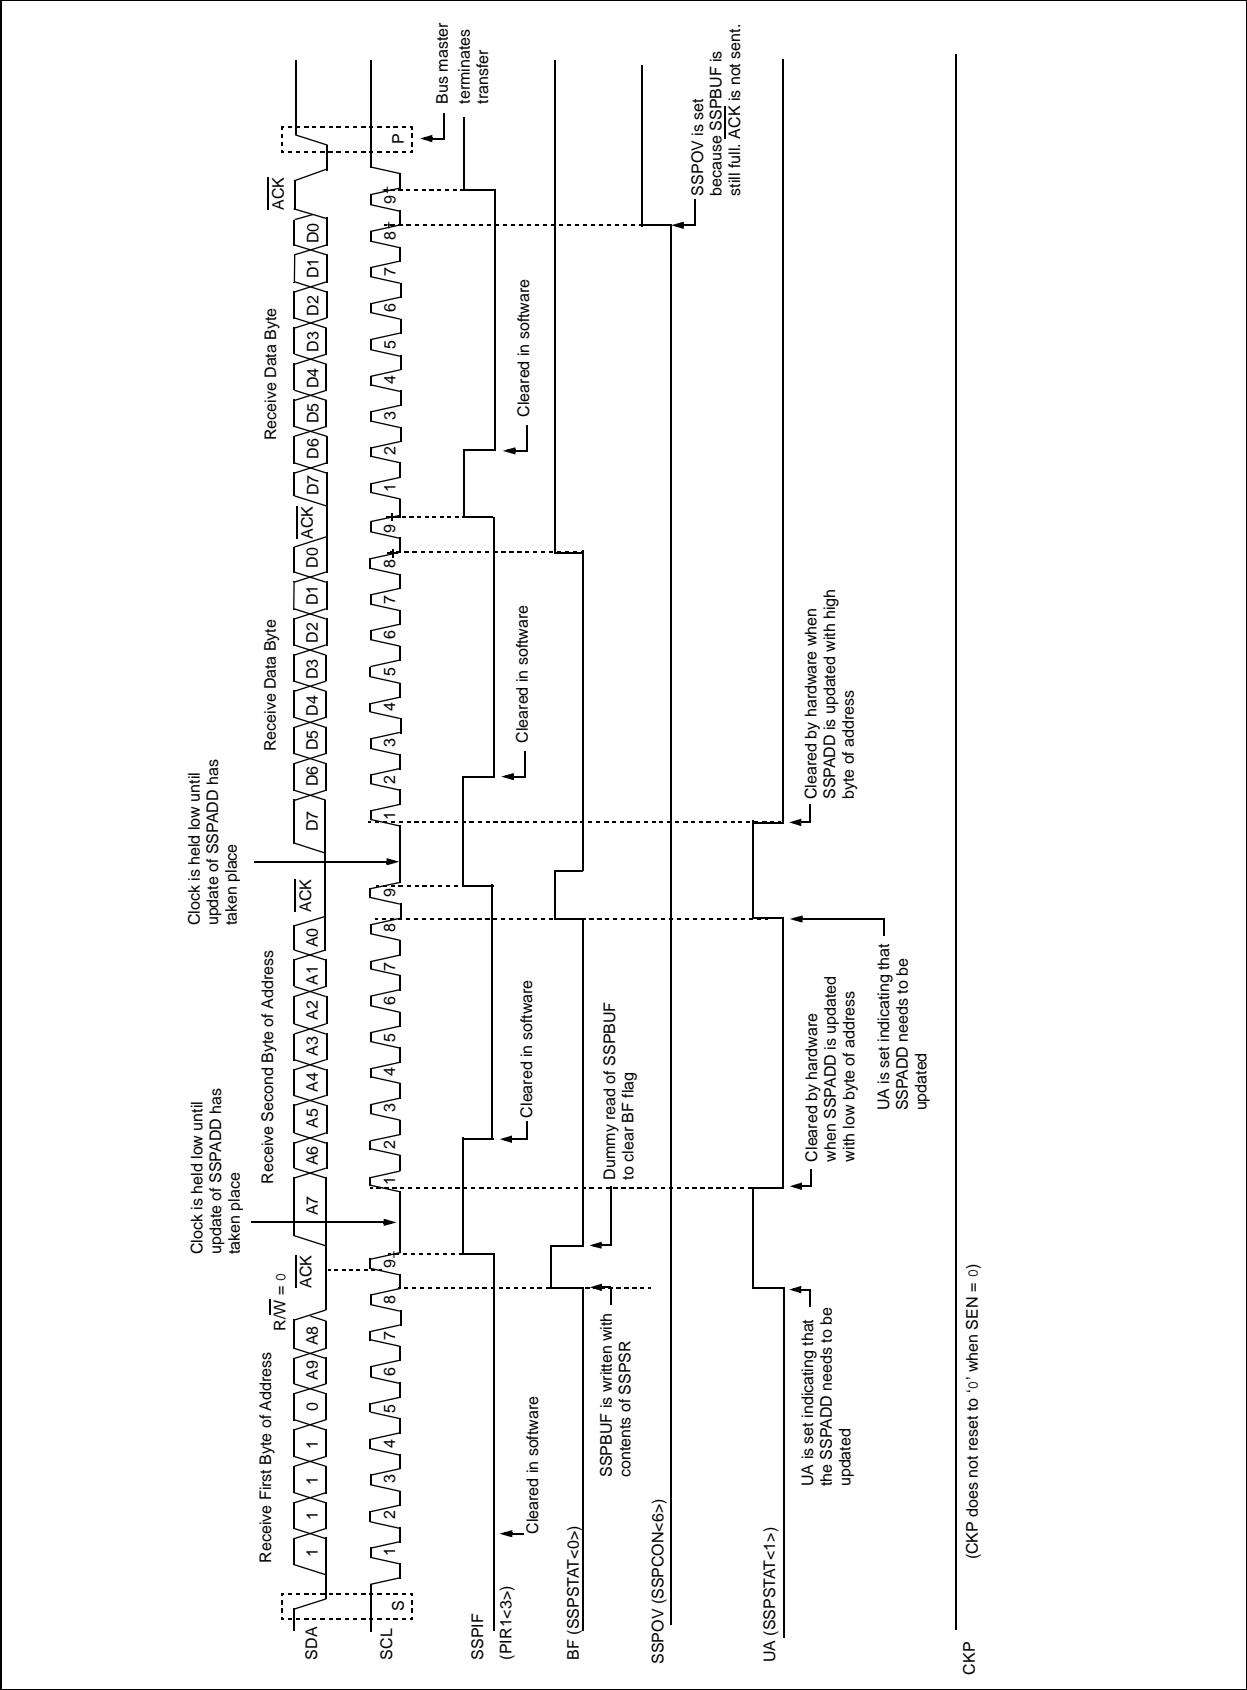 Clock is held low until
update of SSPADD has
taken place
Clock is held low until
update of SSPADD has
taken place
Receive First Byte of Address
R/W = 0
Receive Second Byte of Address
Receive Data Byte
Receive Data Byte
ACK
SDA
1 1 1 1 0 A9 A8 ACK A7 A6 A5 A4 A3 A2 A1 A0 ACK D7 D6 D5 D4 D3 D2 D1 D0 ACK D7 D6 D5 D4 D3 D2 D1 D0
SCL
S 1 2 3 4 5 6 7 8 9 1 2 3 4 5 6 7 8 9 1 2 3 4 5 6 7 8 9 1 2 3 4 5 6 7 8 9 P
Bus master
terminates
transfer
SSPIF
(PIR1<3>)
Cleared in software
Cleared in software
Cleared in software
Cleared in software
BF (SSPSTAT<0>)
SSPBUF is written with
contents of SSPSR
Dummy read of SSPBUF
to clear BF flag
SSPOV (SSPCON<6>)
SSPOV is set
because SSPBUF is
still full. ACK is not sent.
UA (SSPSTAT<1>)
UA is set indicating that
the SSPADD needs to be
updated
Cleared by hardware
when SSPADD is updated
with low byte of address
UA is set indicating that
SSPADD needs to be
updated
Cleared by hardware when
SSPADD is updated with high
byte of address
CKP
(CKP does not reset to ‘0’ when SEN = 0)